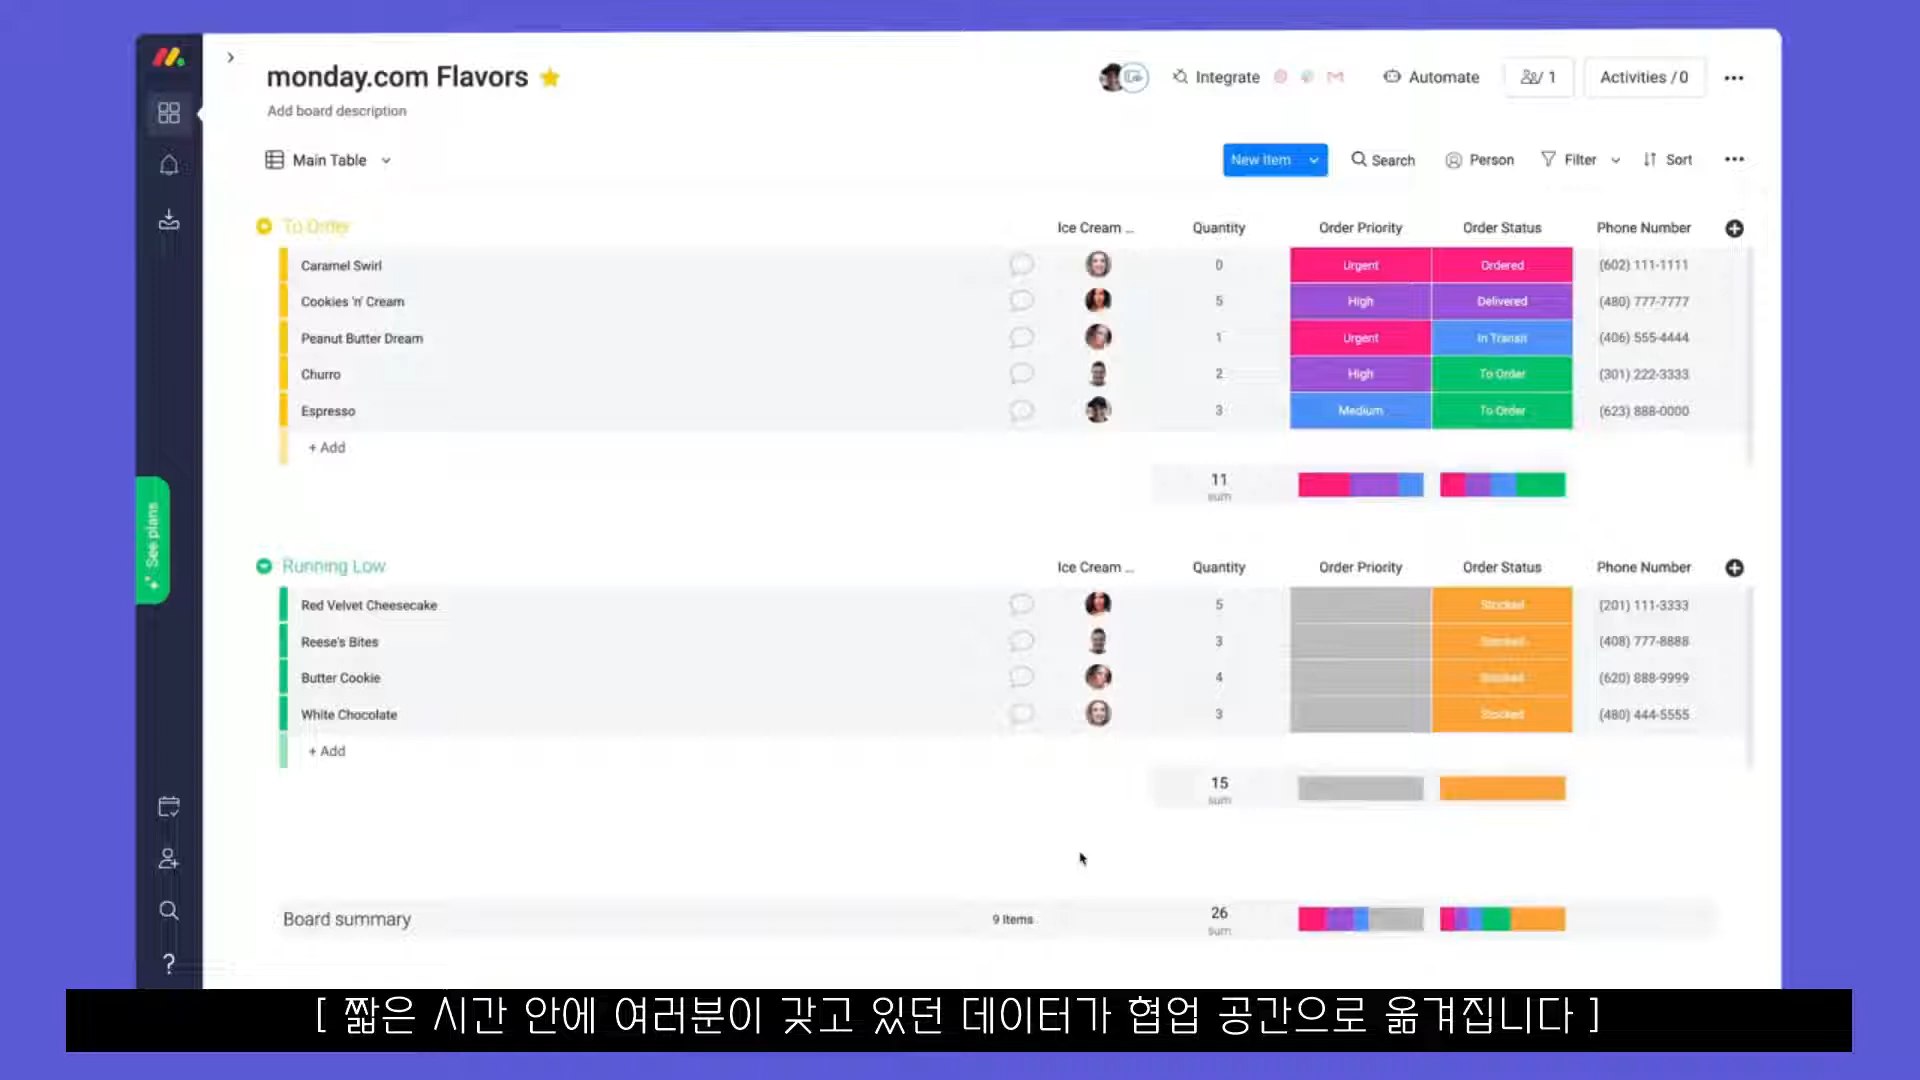 monday.com Flavors
Add board description
Integrate
Automate
/ 1
Activities / 0
Main Table
New Item
Search
Person
Filter
Sort
To Order
Ice Cream ...
Quantity
Order Priority
Order Status
Phone Number
Caramel Swirl
0
Urgent
Ordered
(602) 111-1111
Cookies 'n' Cream
5
High
Delivered
(480) 777-7777
Peanut Butter Dream
1
Urgent
In Transit
(406) 555-4444
Churro
2
High
To Order
(301) 222-3333
Espresso
3
Medium
To Order
(623) 888-0000
+ Add
11
sum
See plans
Running Low
Ice Cream ...
Quantity
Order Priority
Order Status
Phone Number
Red Velvet Cheesecake
5
Stocked
(201) 111-3333
Reese's Bites
3
Stocked
(408) 777-8888
Butter Cookie
4
Stocked
(620) 888-9999
White Chocolate
3
Stocked
(480) 444-5555
+ Add
15
sum
Board summary
9 Items
26
sum
?
[ 짧은 시간 안에 여러분이 갖고 있던 데이터가 협업 공간으로 옮겨집니다 ]